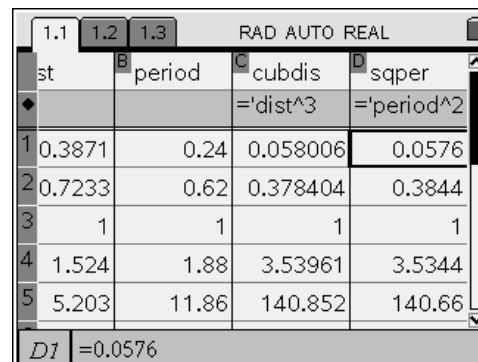 1.1 1.2 1.3 RAD AUTO REAL
st B period C cubdis D sqper
◆ ='dist^3 ='period^2
1 0.3871 0.24 0.058006 0.0576
2 0.7233 0.62 0.378404 0.3844
3 1 1 1 1
4 1.524 1.88 3.53961 3.5344
5 5.203 11.86 140.852 140.66
D1 =0.0576